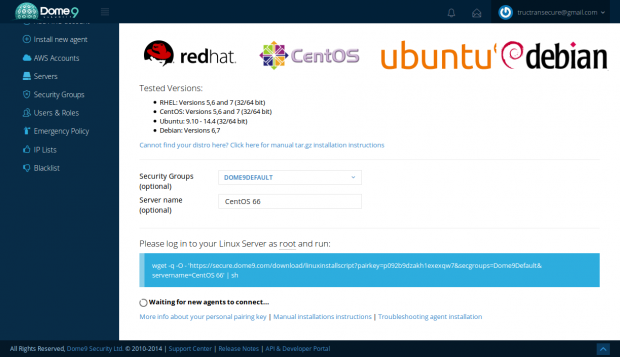 Dome9
SECURITY
tructransecure@gmail.com
Install new agent
AWS Accounts
Servers
Security Groups
Users & Roles
Emergency Policy
IP Lists
Blacklist
redhat.
CentOS
ubuntu
debian
Tested Versions:
RHEL: Versions 5,6 and 7 (32/64 bit)
CentOS: Versions 5,6 and 7 (32/64 bit)
Ubuntu: 9.10 - 14.4 (32/64 bit)
Debian: Versions 6,7
Cannot find your distro here? Click here for manual tar.gz installation instructions
Security Groups
(optional)
DOME9DEFAULT
Server name
(optional)
CentOS 66
Please log in to your Linux Server as root and run:
wget -q -O - 'https://secure.dome9.com/download/linuxinstallscript?pairkey=p092b9dzakh1exexqw7&secgroups=Dome9Default&
servername=CentOS 66' | sh
Waiting for new agents to connect...
More info about your personal pairing key | Manual installations instructions | Troubleshooting agent installation
All Rights Reserved, Dome9 Security Ltd. © 2010-2014 | Support Center | Release Notes | API & Developer Portal